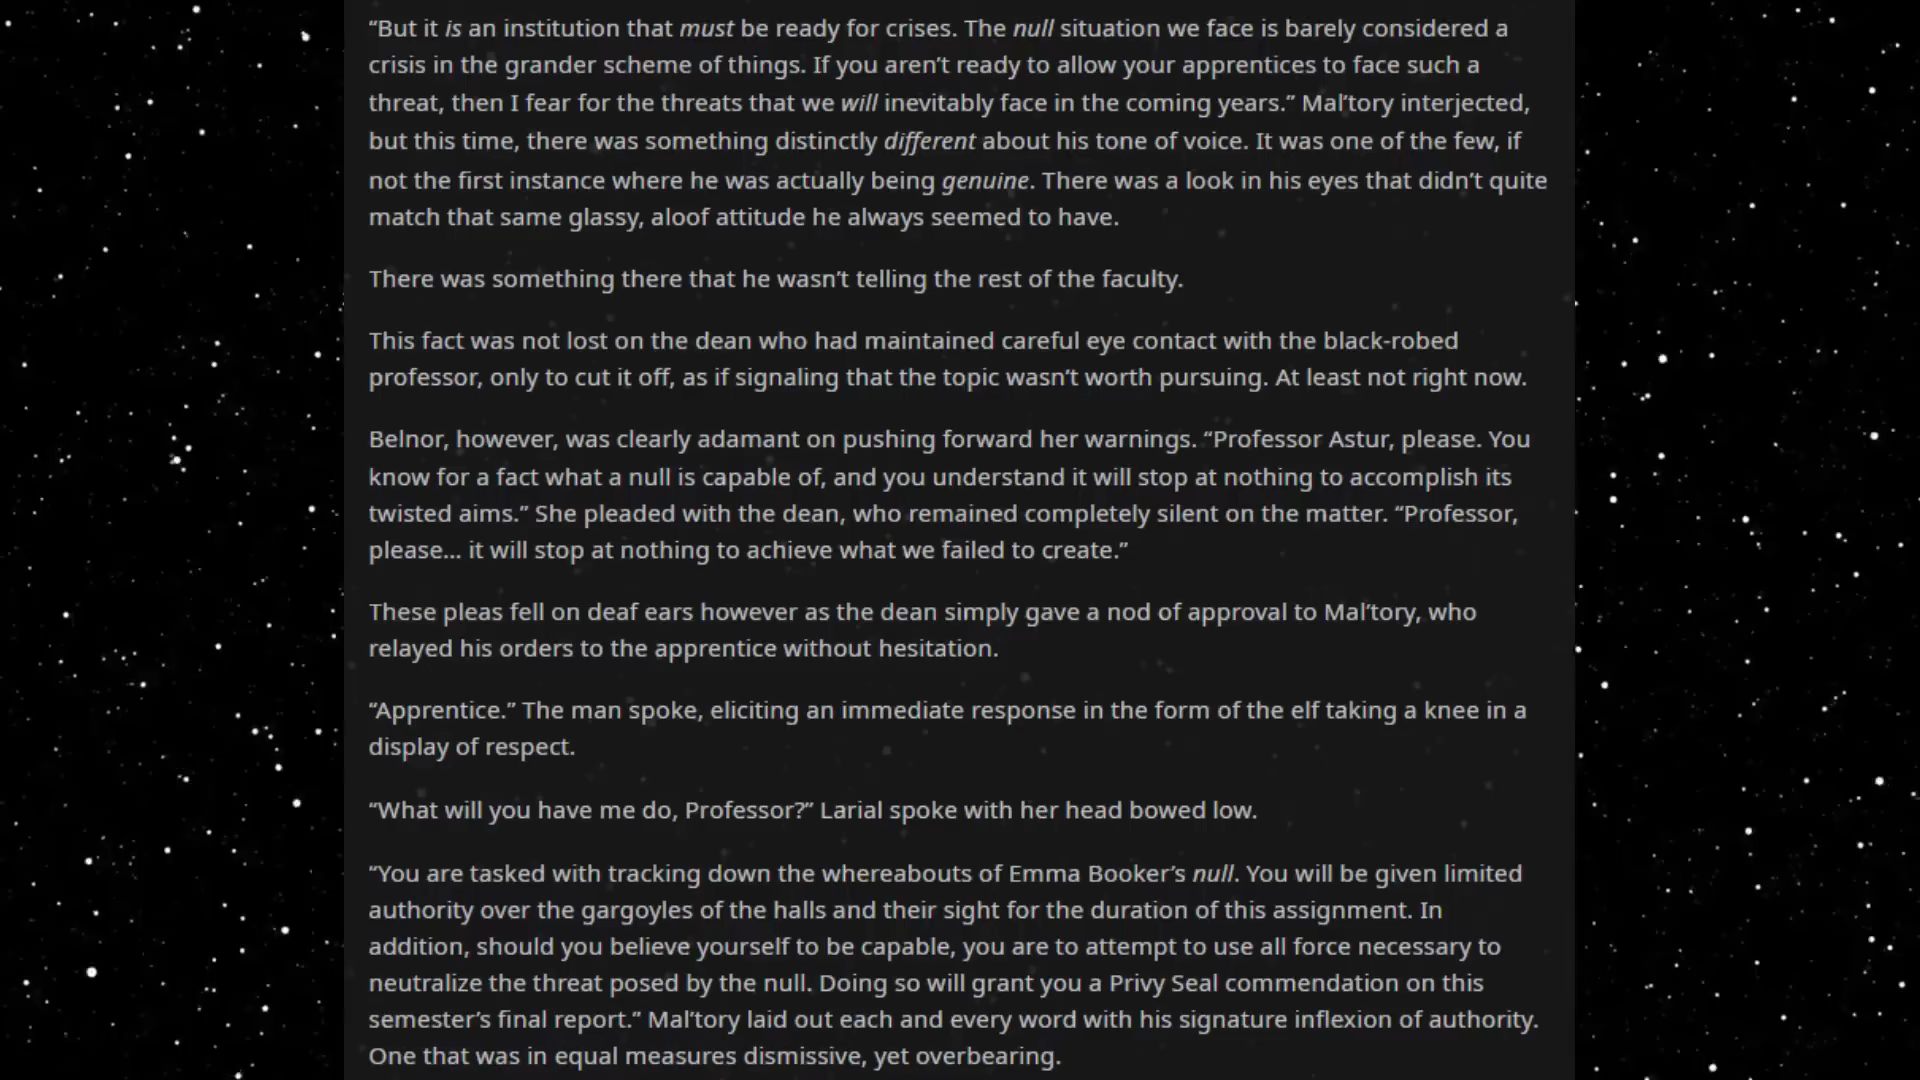 “But it is an institution that must be ready for crises. The null situation we face is barely considered a
crisis in the grander scheme of things. If you aren’t ready to allow your apprentices to face such a
threat, then I fear for the threats that we will inevitably face in the coming years.” Mal’tory interjected,
but this time, there was something distinctly different about his tone of voice. It was one of the few, if
not the first instance where he was actually being genuine. There was a look in his eyes that didn’t quite
match that same glassy, aloof attitude he always seemed to have.
There was something there that he wasn’t telling the rest of the faculty.
This fact was not lost on the dean who had maintained careful eye contact with the black-robed
professor, only to cut it off, as if signaling that the topic wasn’t worth pursuing. At least not right now.
Belnor, however, was clearly adamant on pushing forward her warnings. “Professor Astur, please. You
know for a fact what a null is capable of, and you understand it will stop at nothing to accomplish its
twisted aims.” She pleaded with the dean, who remained completely silent on the matter. “Professor,
please… it will stop at nothing to achieve what we failed to create.”
These pleas fell on deaf ears however as the dean simply gave a nod of approval to Mal’tory, who
relayed his orders to the apprentice without hesitation.
“Apprentice.” The man spoke, eliciting an immediate response in the form of the elf taking a knee in a
display of respect.
“What will you have me do, Professor?” Larial spoke with her head bowed low.
“You are tasked with tracking down the whereabouts of Emma Booker’s null. You will be given limited
authority over the gargoyles of the halls and their sight for the duration of this assignment. In
addition, should you believe yourself to be capable, you are to attempt to use all force necessary to
neutralize the threat posed by the null. Doing so will grant you a Privy Seal commendation on this
semester’s final report.” Mal’tory laid out each and every word with his signature inflexion of authority.
One that was in equal measures dismissive, yet overbearing.